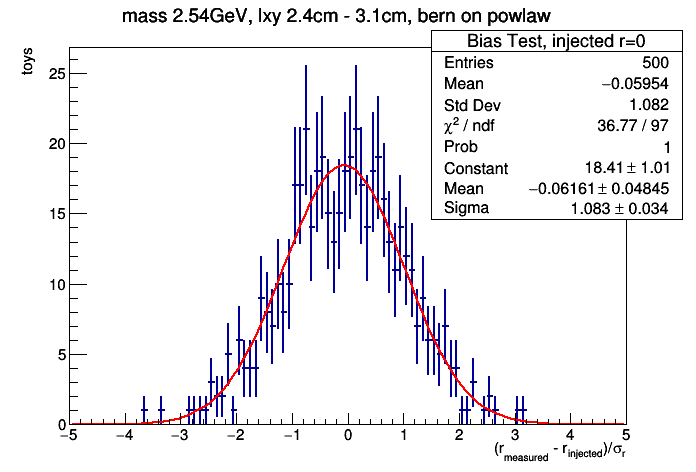 mass 2.54GeV, lxy 2.4cm - 3.1cm, bern on powlaw
toys
Bias Test, injected r=0
Entries 500
Mean −0.05954
Std Dev 1.082
χ² / ndf 36.77 / 97
Prob 1
Constant 18.41 ± 1.01
Mean −0.06161 ± 0.04845
Sigma 1.083 ± 0.034
25
20
15
10
5
0
−5 −4 −3 −2 −1 0 1 2 3 4 5
(r_measured - r_injected)/σ_r